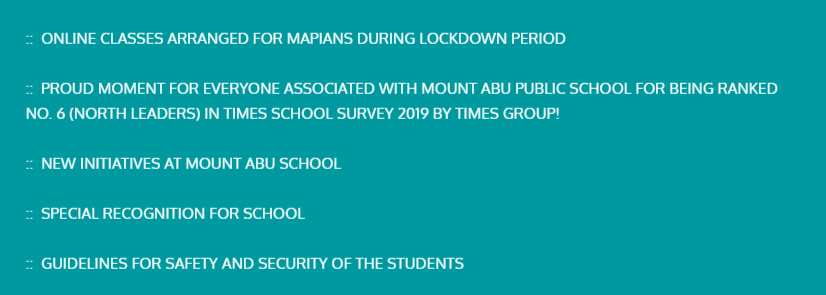 :: ONLINE CLASSES ARRANGED FOR MAPIANS DURING LOCKDOWN PERIOD
:: PROUD MOMENT FOR EVERYONE ASSOCIATED WITH MOUNT ABU PUBLIC SCHOOL FOR BEING RANKED
NO. 6 (NORTH LEADERS) IN TIMES SCHOOL SURVEY 2019 BY TIMES GROUP!
:: NEW INITIATIVES AT MOUNT ABU SCHOOL
:: SPECIAL RECOGNITION FOR SCHOOL
:: GUIDELINES FOR SAFETY AND SECURITY OF THE STUDENTS